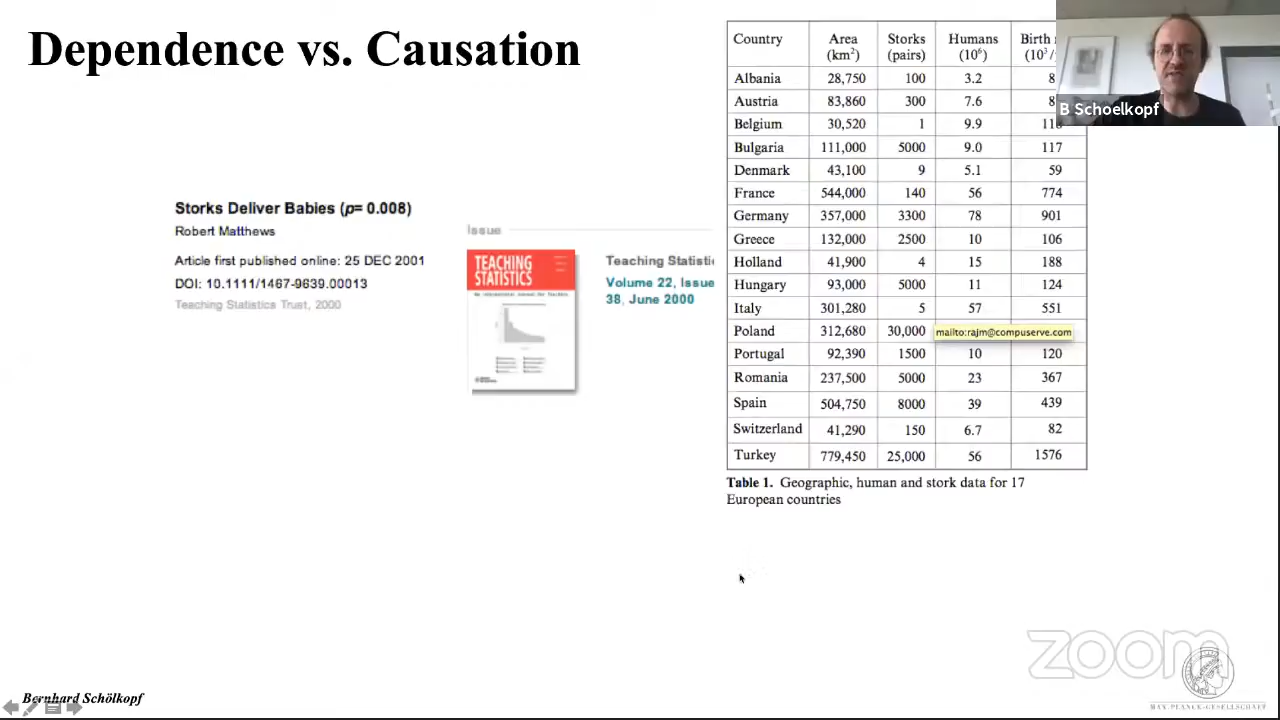 Dependence vs. Causation
Storks Deliver Babies (p= 0.008)
Robert Matthews
Article first published online: 25 DEC 2001
DOI: 10.1111/1467-9639.00013
Teaching Statistics Trust, 2000
Issue
TEACHING
STATISTICS
Teaching Statisti
Volume 22, Issue
38, June 2000
Country Area (km²) Storks (pairs) Humans (10⁶) Birth (10³/
Albania 28,750 100 3.2 8
Austria 83,860 300 7.6 8
Belgium 30,520 1 9.9 11
Bulgaria 111,000 5000 9.0 117
Denmark 43,100 9 5.1 59
France 544,000 140 56 774
Germany 357,000 3300 78 901
Greece 132,000 2500 10 106
Holland 41,900 4 15 188
Hungary 93,000 5000 11 124
Italy 301,280 5 57 551
Poland 312,680 30,000 mailto:rajm@compuserve.com
Portugal 92,390 1500 10 120
Romania 237,500 5000 23 367
Spain 504,750 8000 39 439
Switzerland 41,290 150 6.7 82
Turkey 779,450 25,000 56 1576
Table 1. Geographic, human and stork data for 17
European countries
B Schoelkopf
zoom
Bernhard Schölkopf
MAX-PLANCK-GESELLSCHAFT